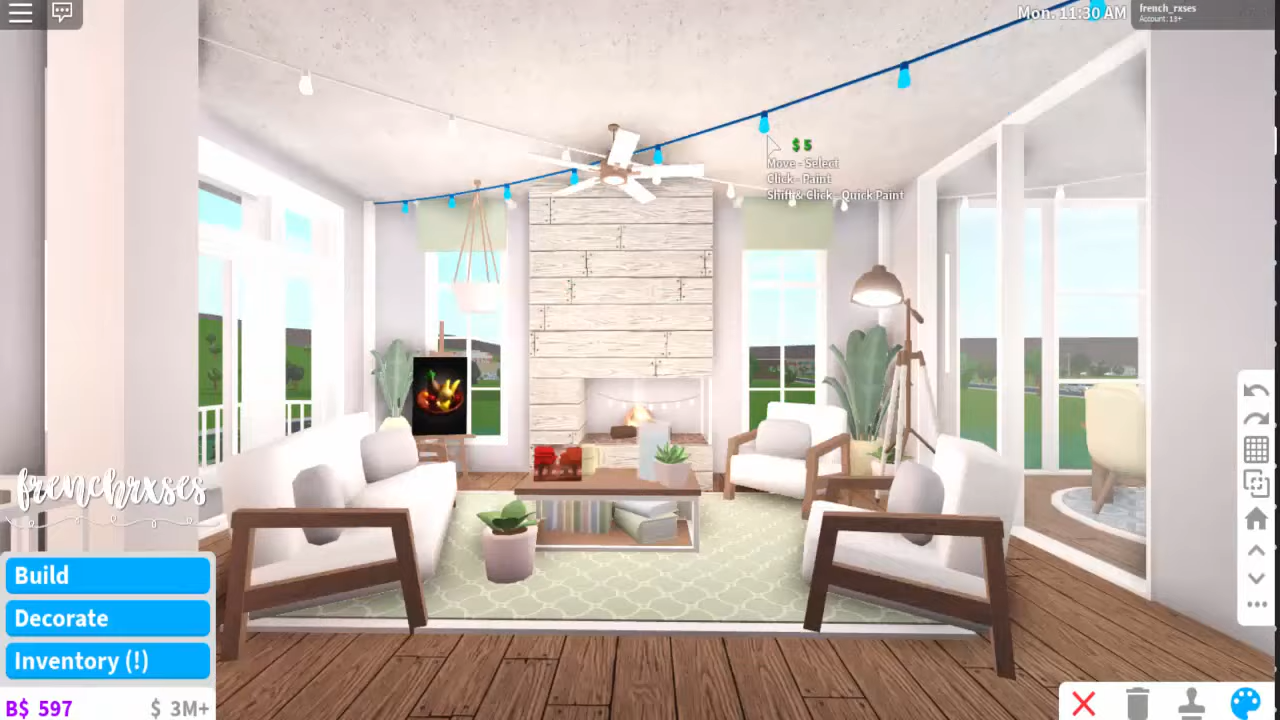 Mon. 11:30 AM
french_rxses
Account: 13+
$ 5
Move - Select
Click - Paint
Shift & Click - Quick Paint
frenchrxses
Build
Decorate
Inventory (!)
B$ 597
$ 3M+